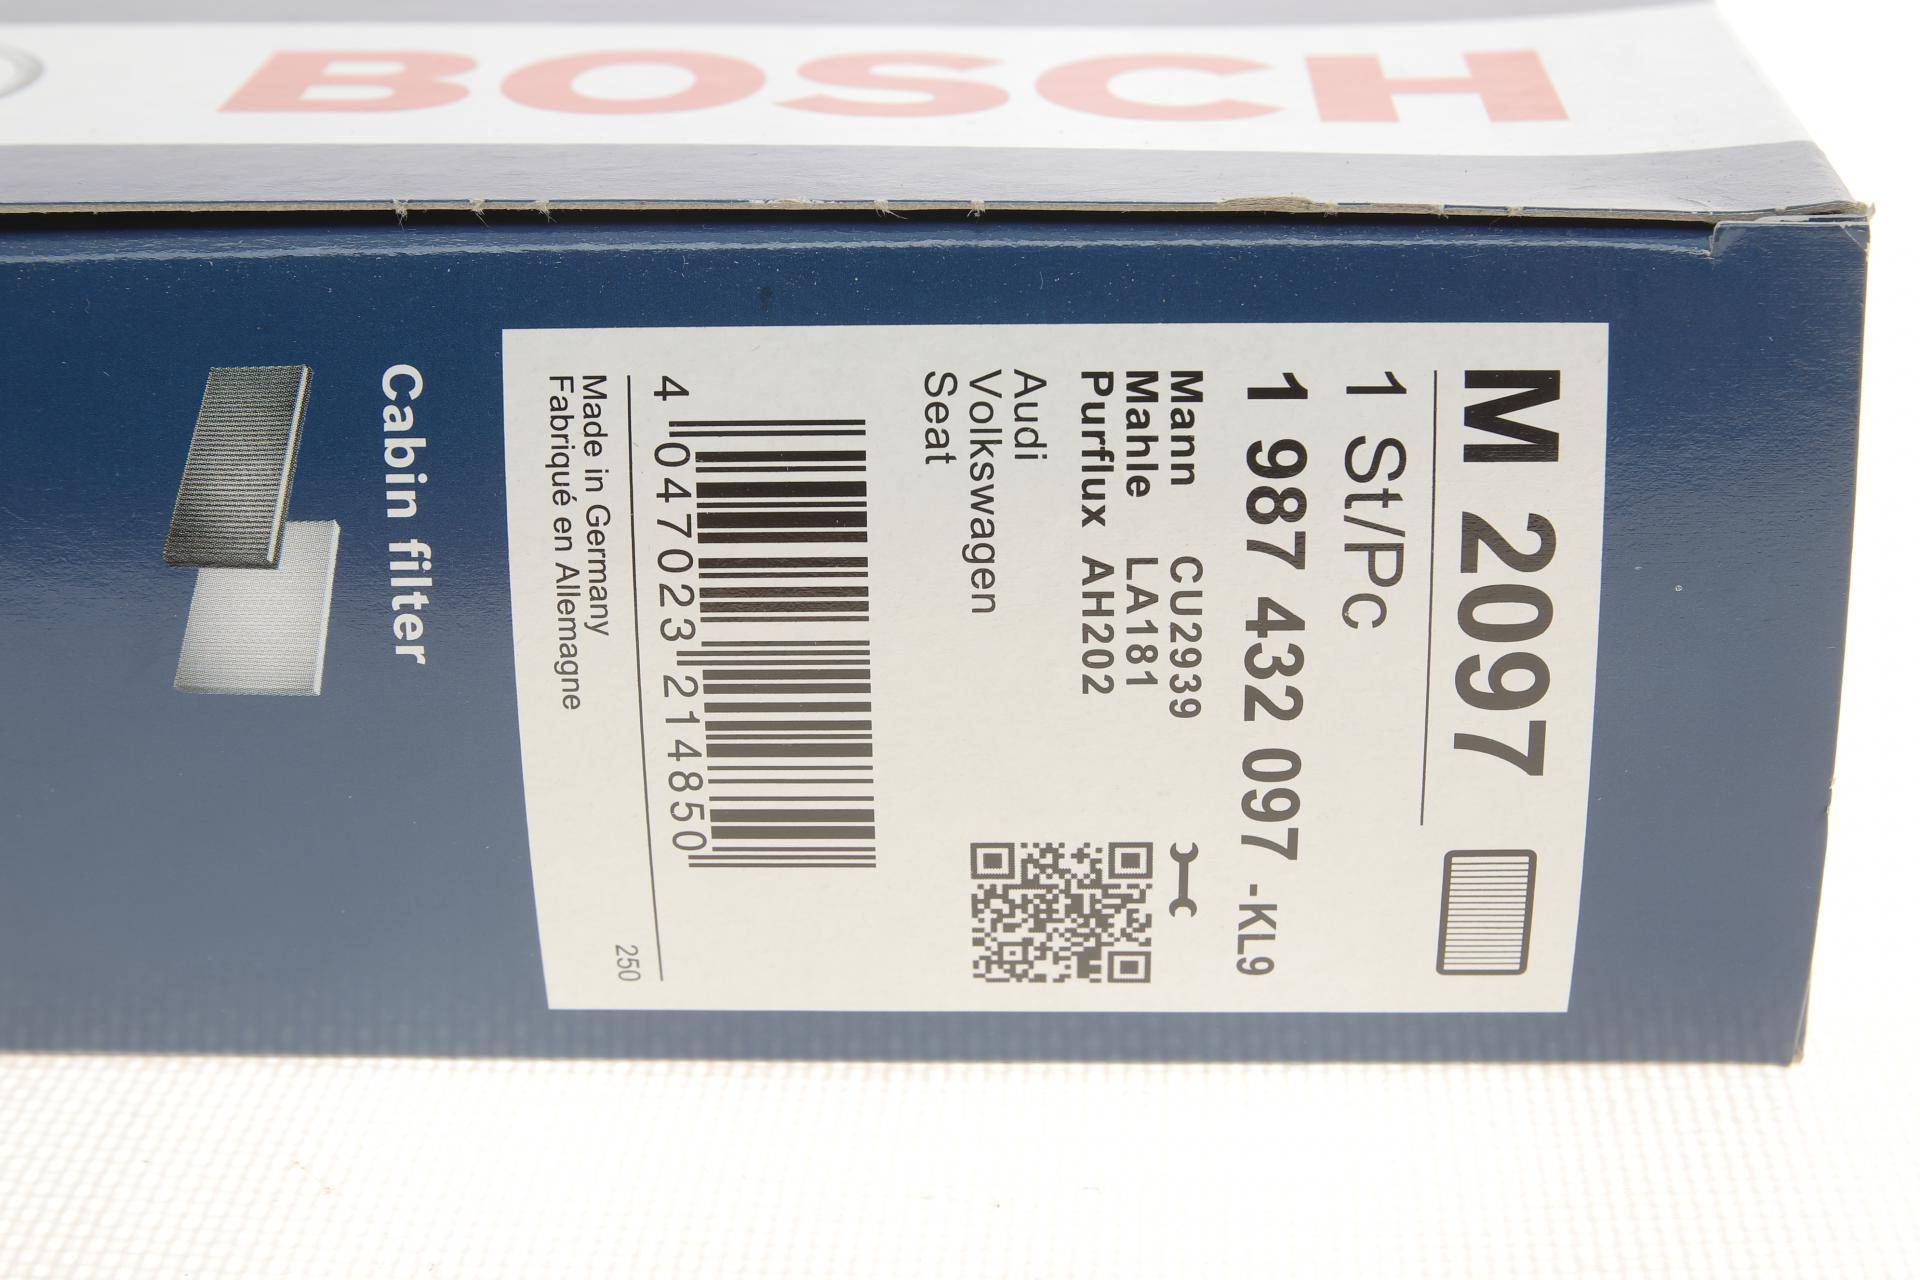 BOSCH
M 2097
1 St/Pc
1 987 432 097 -KL9
Mann CU2939
Mahle LA181
Purflux AH202
Audi
Volkswagen
Seat
4 047023 214850
Made in Germany
Fabriqué en Allemagne
250
Cabin filter